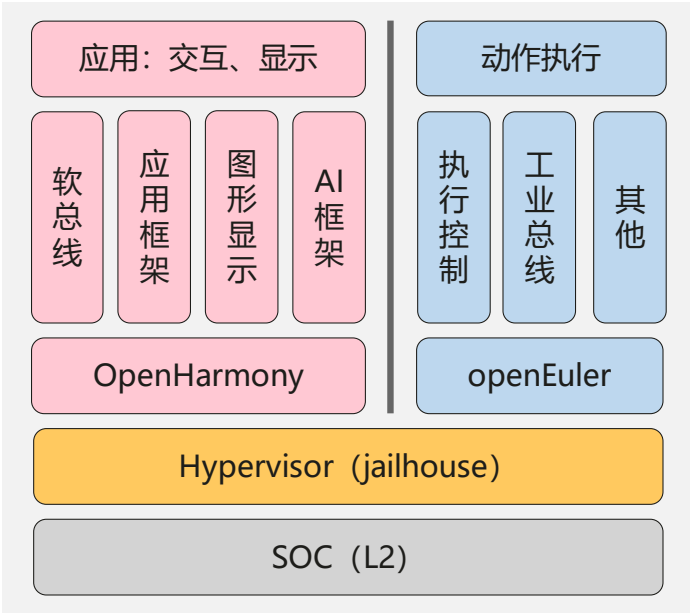 应用：交互、显示
动作执行
软总线
应用框架
图形显示
AI框架
执行控制
工业总线
其他
OpenHarmony
openEuler
Hypervisor（jailhouse）
SOC（L2）